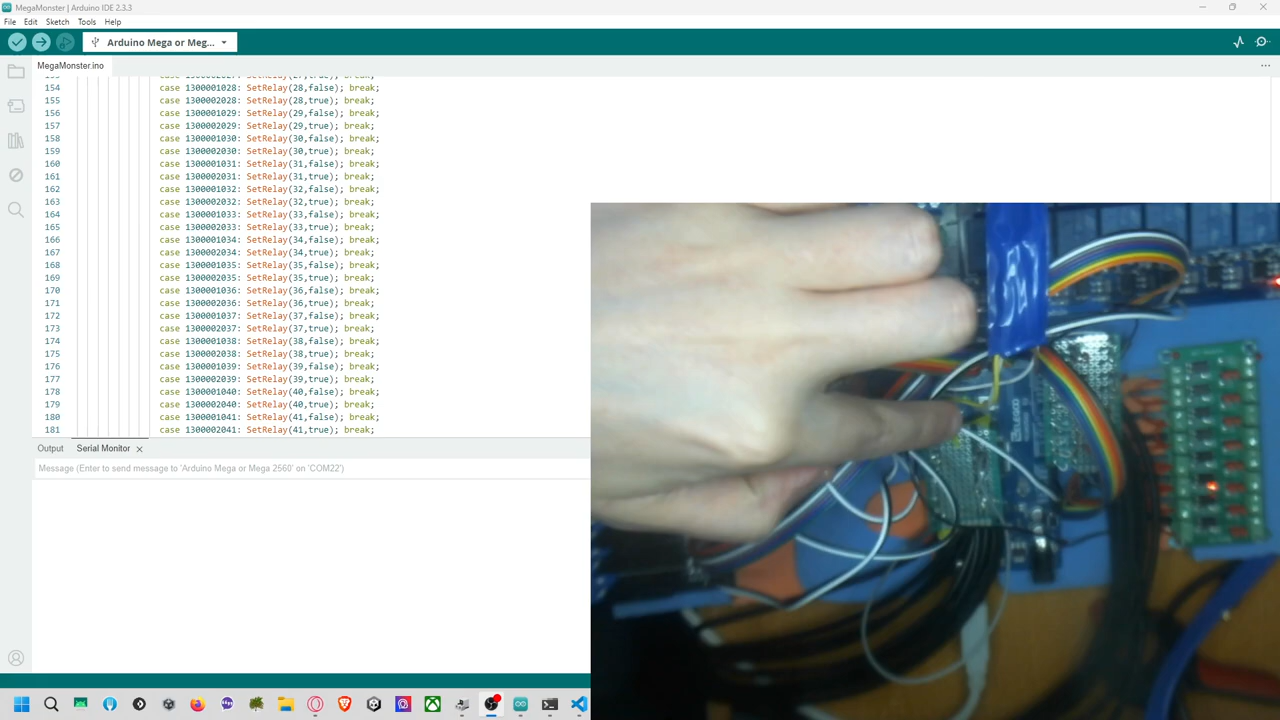 MegaMonster | Arduino IDE 2.3.3
File Edit Sketch Tools Help
Arduino Mega or Meg...
MegaMonster.ino
154 case 1300001028: SetRelay(28,false); break;
155 case 1300002028: SetRelay(28,true); break;
156 case 1300001029: SetRelay(29,false); break;
157 case 1300002029: SetRelay(29,true); break;
158 case 1300001030: SetRelay(30,false); break;
159 case 1300002030: SetRelay(30,true); break;
160 case 1300001031: SetRelay(31,false); break;
161 case 1300002031: SetRelay(31,true); break;
162 case 1300001032: SetRelay(32,false); break;
163 case 1300002032: SetRelay(32,true); break;
164 case 1300001033: SetRelay(33,false); break;
165 case 1300002033: SetRelay(33,true); break;
166 case 1300001034: SetRelay(34,false); break;
167 case 1300002034: SetRelay(34,true); break;
168 case 1300001035: SetRelay(35,false); break;
169 case 1300002035: SetRelay(35,true); break;
170 case 1300001036: SetRelay(36,false); break;
171 case 1300002036: SetRelay(36,true); break;
172 case 1300001037: SetRelay(37,false); break;
173 case 1300002037: SetRelay(37,true); break;
174 case 1300001038: SetRelay(38,false); break;
175 case 1300002038: SetRelay(38,true); break;
176 case 1300001039: SetRelay(39,false); break;
177 case 1300002039: SetRelay(39,true); break;
178 case 1300001040: SetRelay(40,false); break;
179 case 1300002040: SetRelay(40,true); break;
180 case 1300001041: SetRelay(41,false); break;
181 case 1300002041: SetRelay(41,true); break;
Output Serial Monitor
Message (Enter to send message to 'Arduino Mega or Mega 2560' on 'COM22')
ELEGOO